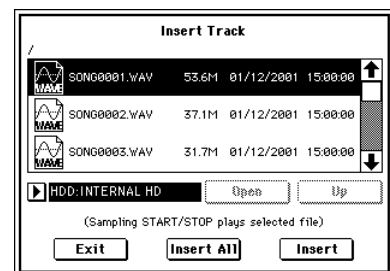 Insert Track
/
WAVE SONG0001.WAV 53.6M 01/12/2001 15:00:00
WAVE SONG0002.WAV 37.1M 01/12/2001 15:00:00
WAVE SONG0003.WAV 31.7M 01/12/2001 15:00:00
HDD:INTERNAL HD Open Up
(Sampling START/STOP plays selected file)
Exit Insert All Insert